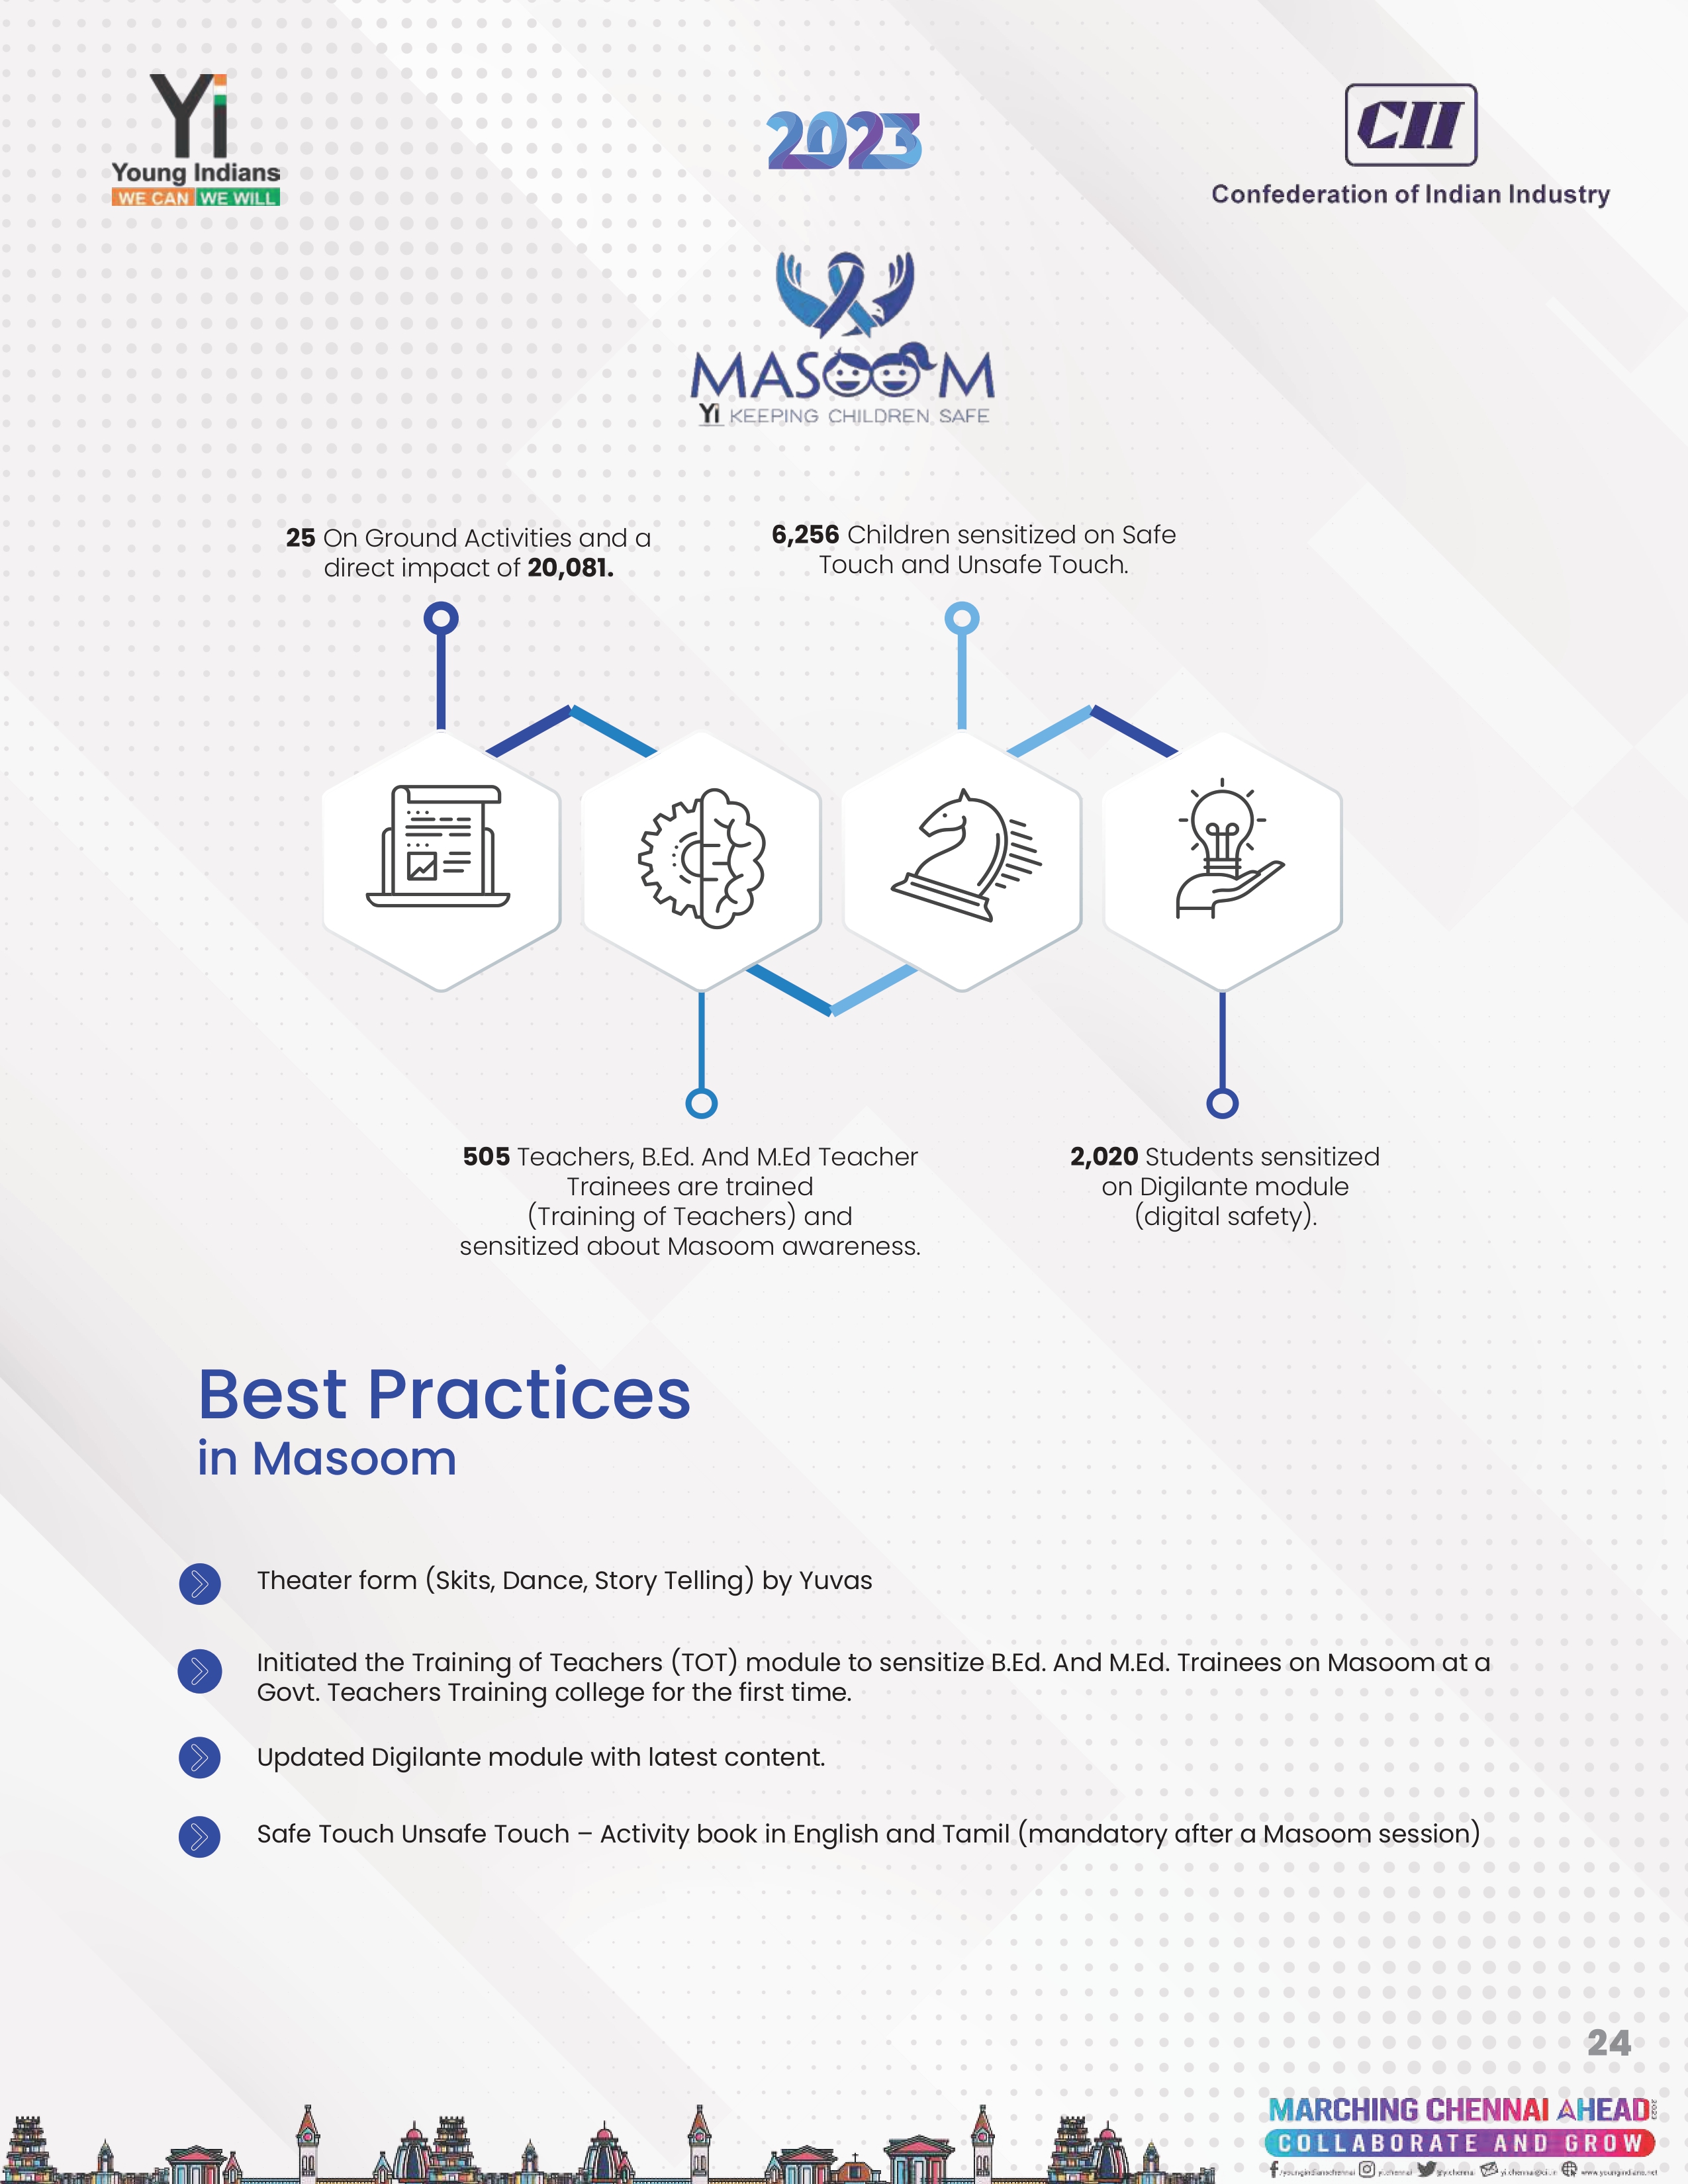 Yi
Young Indians
WE CAN WE WILL
2023
CII
Confederation of Indian Industry
MASOOM
Yi KEEPING CHILDREN SAFE
25 On Ground Activities and a
direct impact of 20,081.
6,256 Children sensitized on Safe
Touch and Unsafe Touch.
505 Teachers, B.Ed. And M.Ed Teacher
Trainees are trained
(Training of Teachers) and
sensitized about Masoom awareness.
2,020 Students sensitized
on Digilante module
(digital safety).
Best Practices
in Masoom
Theater form (Skits, Dance, Story Telling) by Yuvas
Initiated the Training of Teachers (TOT) module to sensitize B.Ed. And M.Ed. Trainees on Masoom at a
Govt. Teachers Training college for the first time.
Updated Digilante module with latest content.
Safe Touch Unsafe Touch – Activity book in English and Tamil (mandatory after a Masoom session)
24
MARCHING CHENNAI AHEAD 2023
COLLABORATE AND GROW
www.youngindians.net